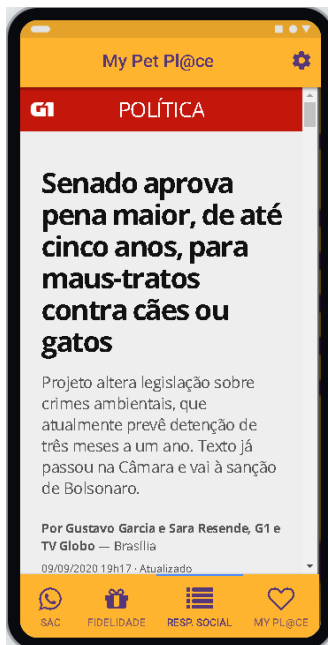 My Pet Pl@ce
G1 POLÍTICA
Senado aprova
pena maior, de até
cinco anos, para
maus-tratos
contra cães ou
gatos
Projeto altera legislação sobre
crimes ambientais, que
atualmente prevê detenção de
três meses a um ano. Texto já
passou na Câmara e vai à sanção
de Bolsonaro.
Por Gustavo Garcia e Sara Resende, G1 e
TV Globo — Brasília
09/09/2020 19h17 · Atualizado
SAC FIDELIDADE RESP. SOCIAL MY PL@CE